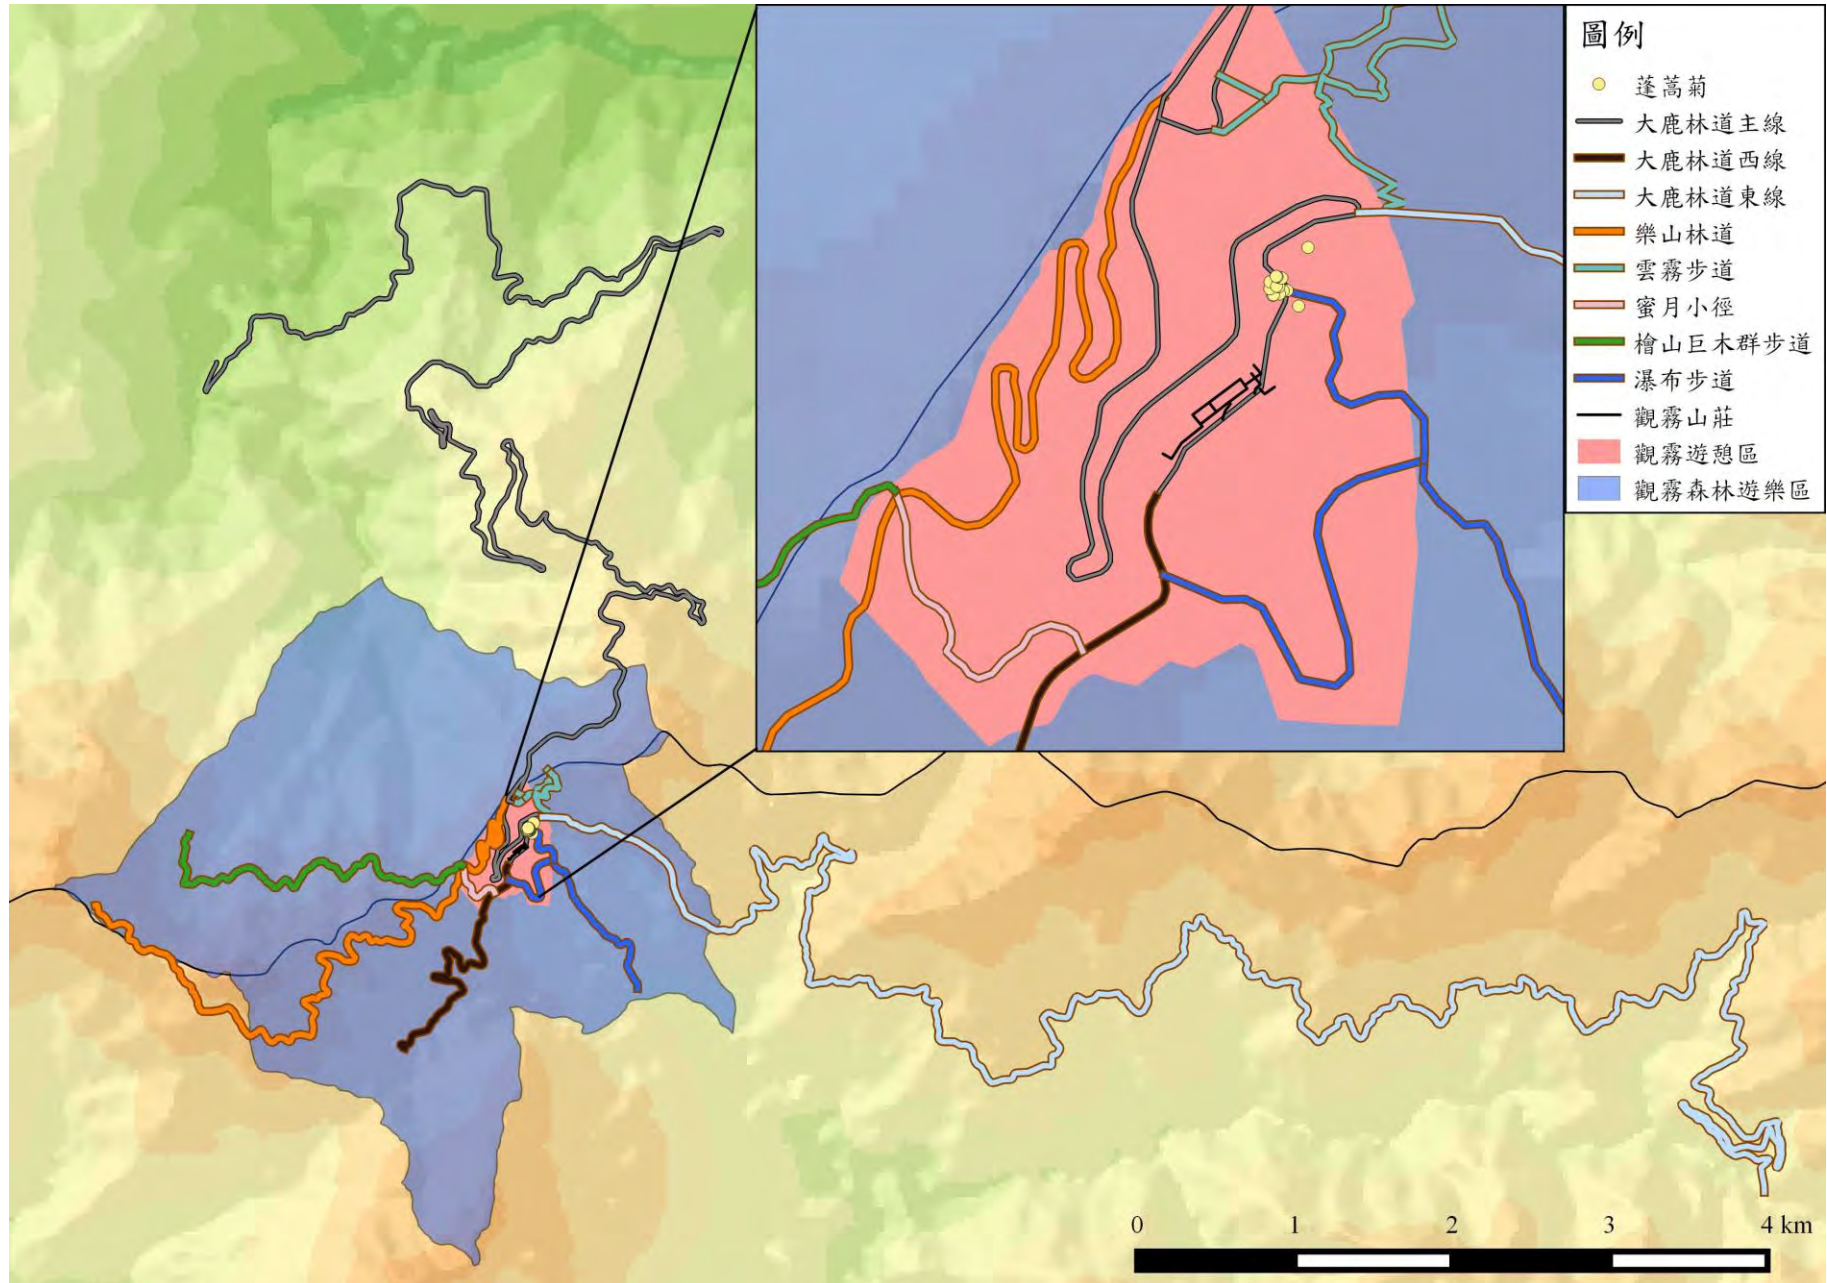 圖例
蓬蒿菊
大鹿林道主線
大鹿林道西線
大鹿林道東線
樂山林道
雲霧步道
蜜月小徑
檜山巨木群步道
瀑布步道
觀霧山莊
觀霧遊憩區
觀霧森林遊樂區
0 1 2 3 4 km